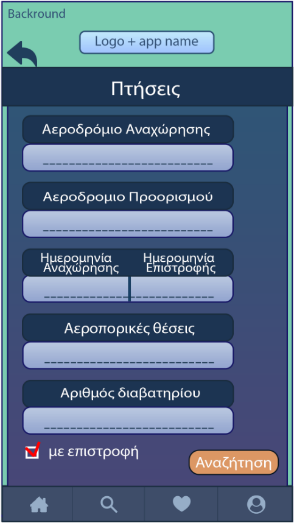 Backround
Logo + app name
Πτήσεις
Αεροδρόμιο Αναχώρησης
Αεροδρομιο Προορισμού
Ημερομηνία Αναχώρησης
Ημερομηνία Επιστροφής
Αεροπορικές θέσεις
Αριθμός διαβατηρίου
με επιστροφή
Αναζήτηση